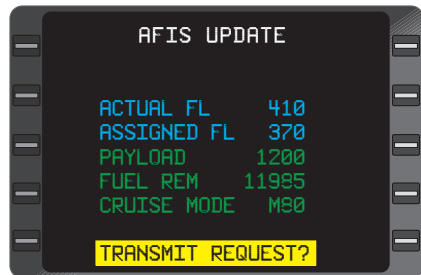 AFIS UPDATE
ACTUAL FL 410
ASSIGNED FL 370
PAYLOAD 1200
FUEL REM 11985
CRUISE MODE M80
TRANSMIT REQUEST?